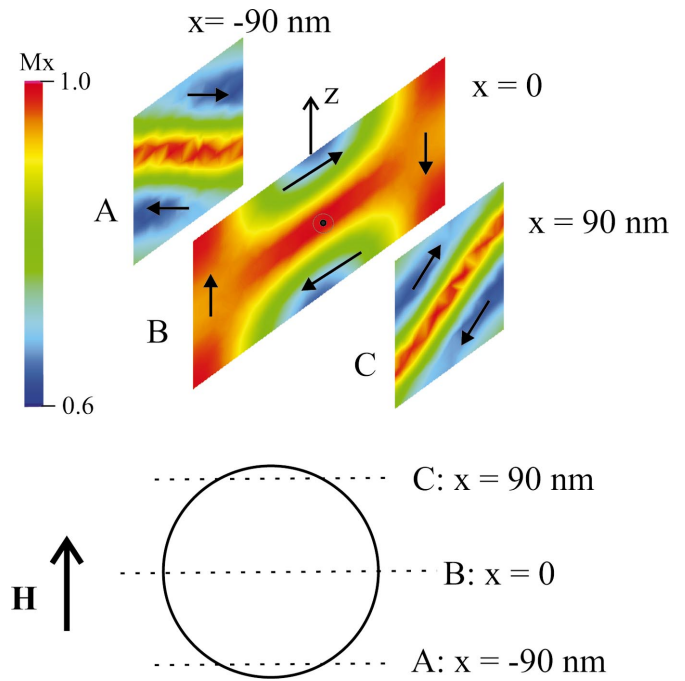 x= -90 nm
Mx
1.0
z
x = 0
A
x = 90 nm
B
C
0.6
C: x = 90 nm
H
B: x = 0
A: x = -90 nm